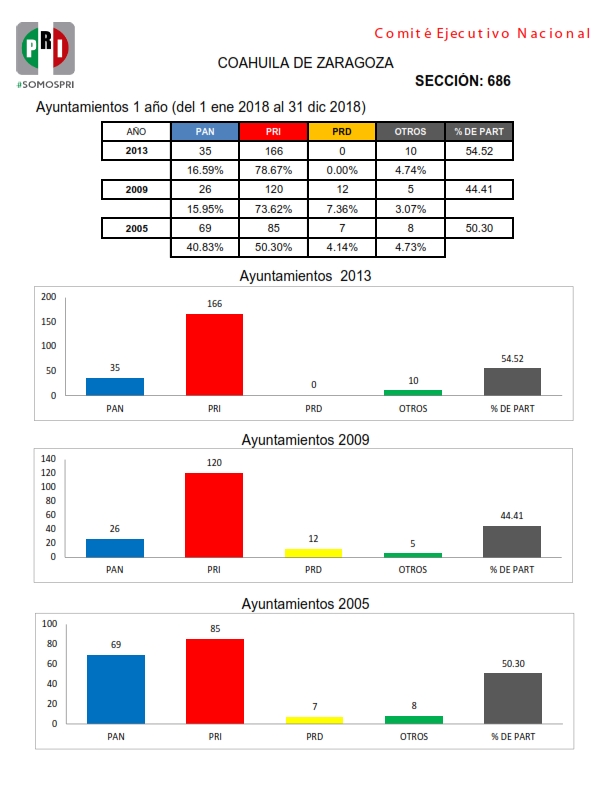 PRI
#SOMOSPRI
Comité Ejecutivo Nacional
COAHUILA DE ZARAGOZA
SECCIÓN: 686
Ayuntamientos 1 año (del 1 ene 2018 al 31 dic 2018)
AÑO PAN PRI PRD OTROS % DE PART
2013 35 166 0 10 54.52
16.59% 78.67% 0.00% 4.74%
2009 26 120 12 5 44.41
15.95% 73.62% 7.36% 3.07%
2005 69 85 7 8 50.30
40.83% 50.30% 4.14% 4.73%
Ayuntamientos 2013
200
150
100
50
0
35 166 0 10 54.52
PAN PRI PRD OTROS % DE PART
Ayuntamientos 2009
140
120
100
80
60
40
20
0
26 120 12 5 44.41
PAN PRI PRD OTROS % DE PART
Ayuntamientos 2005
100
80
60
40
20
0
69 85 7 8 50.30
PAN PRI PRD OTROS % DE PART